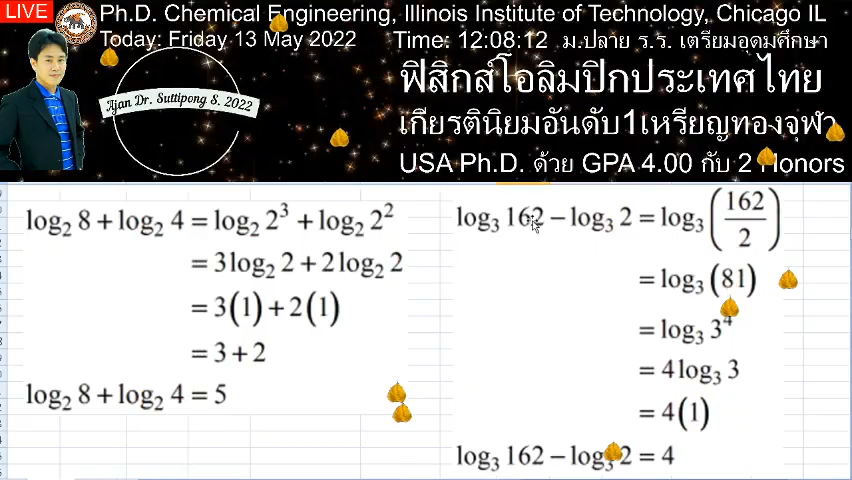 LIVE
Ph.D. Chemical Engineering, Illinois Institute of Technology, Chicago IL
Today: Friday 13 May 2022 Time: 12:08:12 ม.ปลาย ร.ร. เตรียมอุดมศึกษา
Ajan Dr. Suttipong S. 2022
ฟิสิกส์โอลิมปิกประเทศไทย
เกียรตินิยมอันดับ1เหรียญทองจุฬา
USA Ph.D. ด้วย GPA 4.00 กับ 2 Honors
log₂ 8 + log₂ 4 = log₂ 2³ + log₂ 2²
= 3log₂ 2 + 2log₂ 2
= 3(1) + 2(1)
= 3 + 2
log₂ 8 + log₂ 4 = 5
log₃ 162 − log₃ 2 = log₃ (162/2)
= log₃ (81)
= log₃ 3⁴
= 4log₃ 3
= 4(1)
log₃ 162 − log₃ 2 = 4